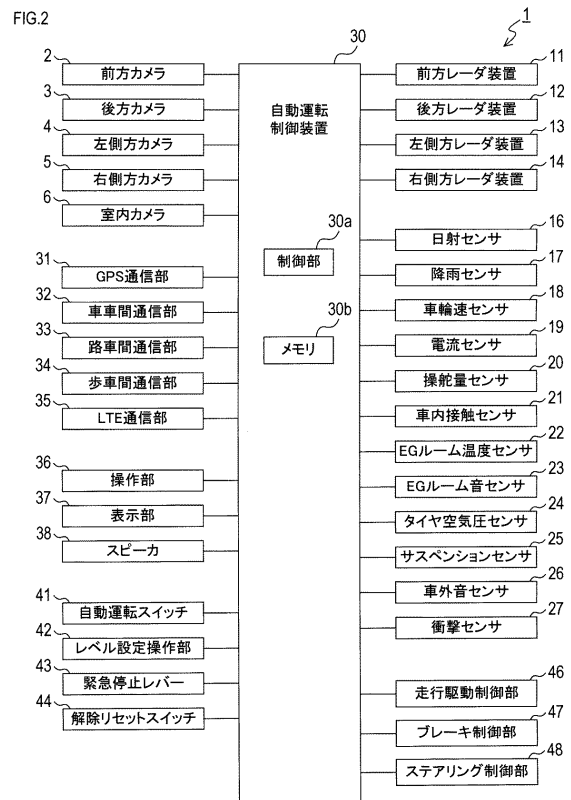 FIG.2
1
30
自動運転
制御装置
30a
制御部
30b
メモリ
2
前方カメラ
3
後方カメラ
4
左側方カメラ
5
右側方カメラ
6
室内カメラ
31
GPS通信部
32
車車間通信部
33
路車間通信部
34
歩車間通信部
35
LTE通信部
36
操作部
37
表示部
38
スピーカ
41
自動運転スイッチ
42
レベル設定操作部
43
緊急停止レバー
44
解除リセットスイッチ
11
前方レーダ装置
12
後方レーダ装置
13
左側方レーダ装置
14
右側方レーダ装置
16
日射センサ
17
降雨センサ
18
車輪速センサ
19
電流センサ
20
操舵量センサ
21
車内接触センサ
22
EGルーム温度センサ
23
EGルーム音センサ
24
タイヤ空気圧センサ
25
サスペンションセンサ
26
車外音センサ
27
衝撃センサ
46
走行駆動制御部
47
ブレーキ制御部
48
ステアリング制御部